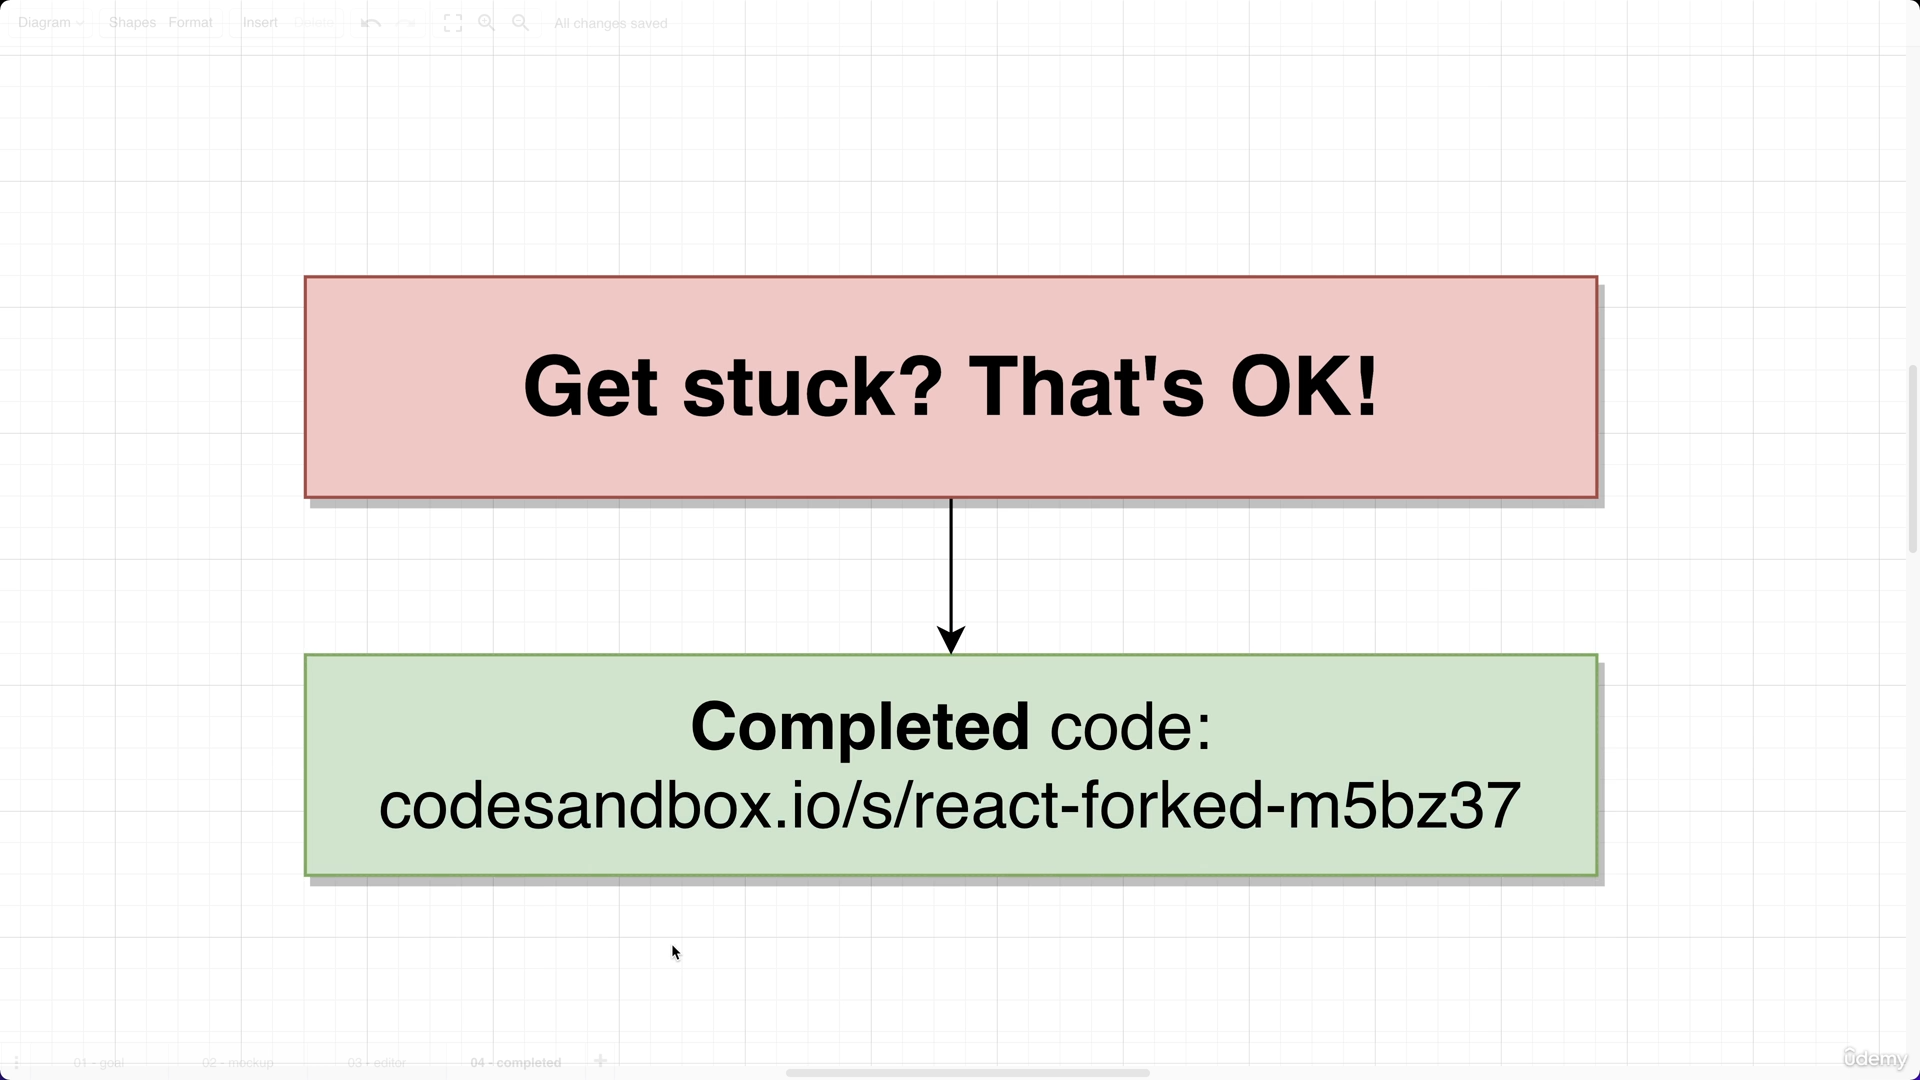 Diagram Shapes Format Insert Delete All changes saved
Get stuck? That's OK!
Completed code:
codesandbox.io/s/react-forked-m5bz37
01 - goal 02 - mockup 03 - editor 04 - completed
ûdemy